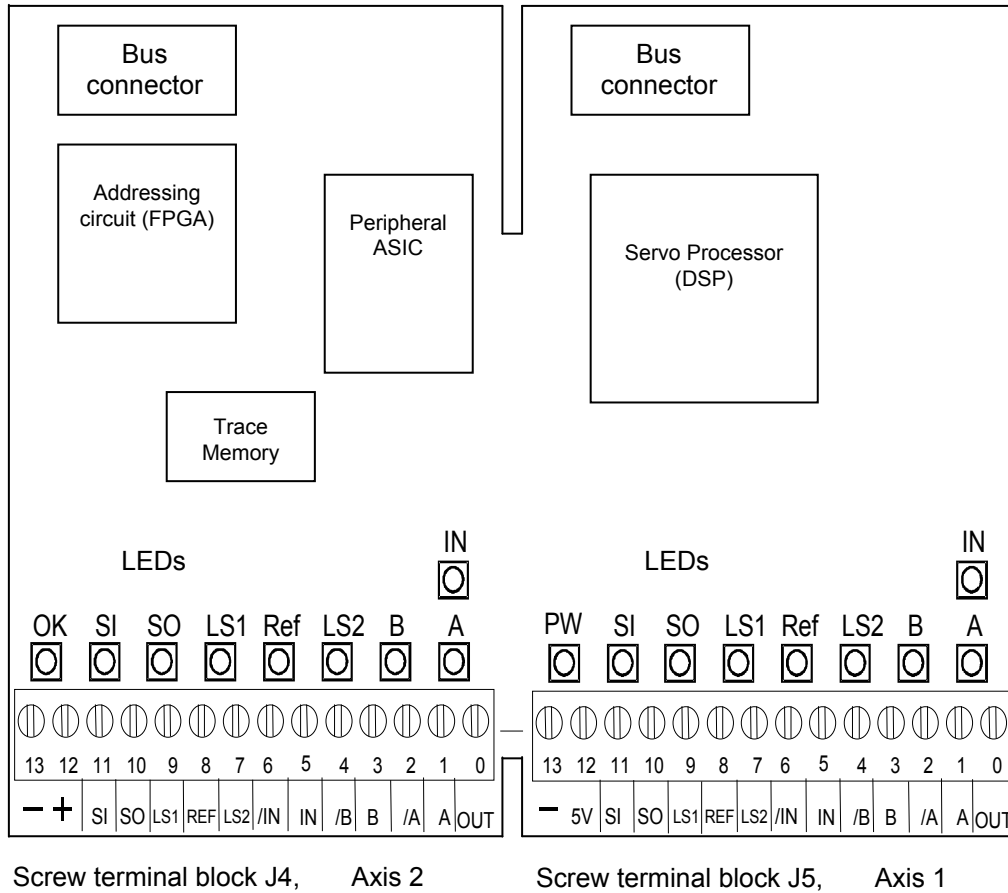 Bus
connector
Bus
connector
Addressing
circuit (FPGA)
Peripheral
ASIC
Servo Processor
(DSP)
Trace
Memory
LEDs
IN
LEDs
IN
OK SI SO LS1 Ref LS2 B A
PW SI SO LS1 Ref LS2 B A
13 12 11 10 9 8 7 6 5 4 3 2 1 0
13 12 11 10 9 8 7 6 5 4 3 2 1 0
− + SI SO LS1 REF LS2 /IN IN /B B /A A OUT
− 5V SI SO LS1 REF LS2 /IN IN /B B /A A OUT
Screw terminal block J4, Axis 2
Screw terminal block J5, Axis 1